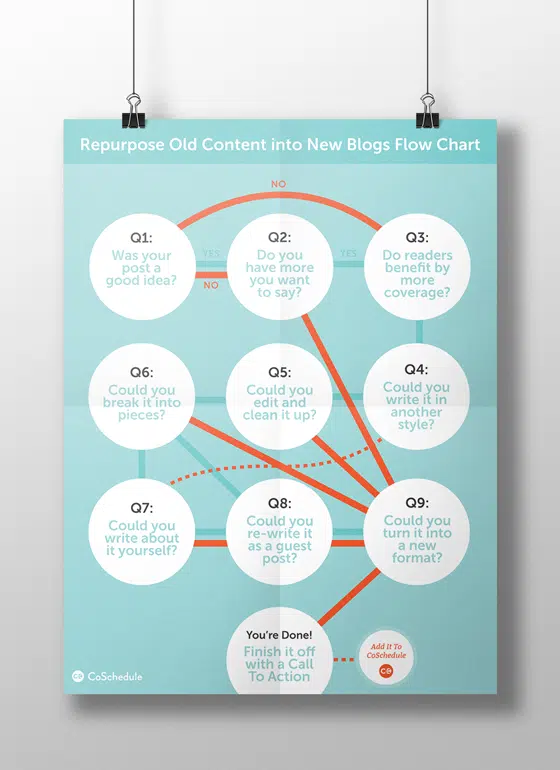 Repurpose Old Content into New Blogs Flow Chart
NO
Q1:
Was your
post a
good idea?
YES
NO
Q2:
Do you
have more
you want
to say?
YES
Q3:
Do readers
benefit by
more
coverage?
Q6:
Could you
break it into
pieces?
Q5:
Could you
edit and
clean it up?
Q4:
Could you
write it in
another
style?
Q7:
Could you
write about
it yourself?
Q8:
Could you
re-write it
as a guest
post?
Q9:
Could you
turn it into
a new
format?
You're Done!
Finish it off
with a Call
To Action
Add It To
CoSchedule
CoSchedule